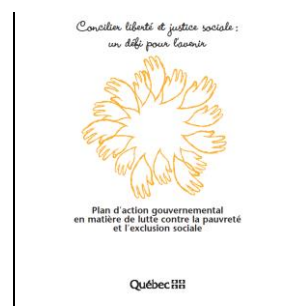 Concilier liberté et justice sociale :
un défi pour l'avenir
Plan d'action gouvernemental
en matière de lutte contre la pauvreté
et l'exclusion sociale
Québec